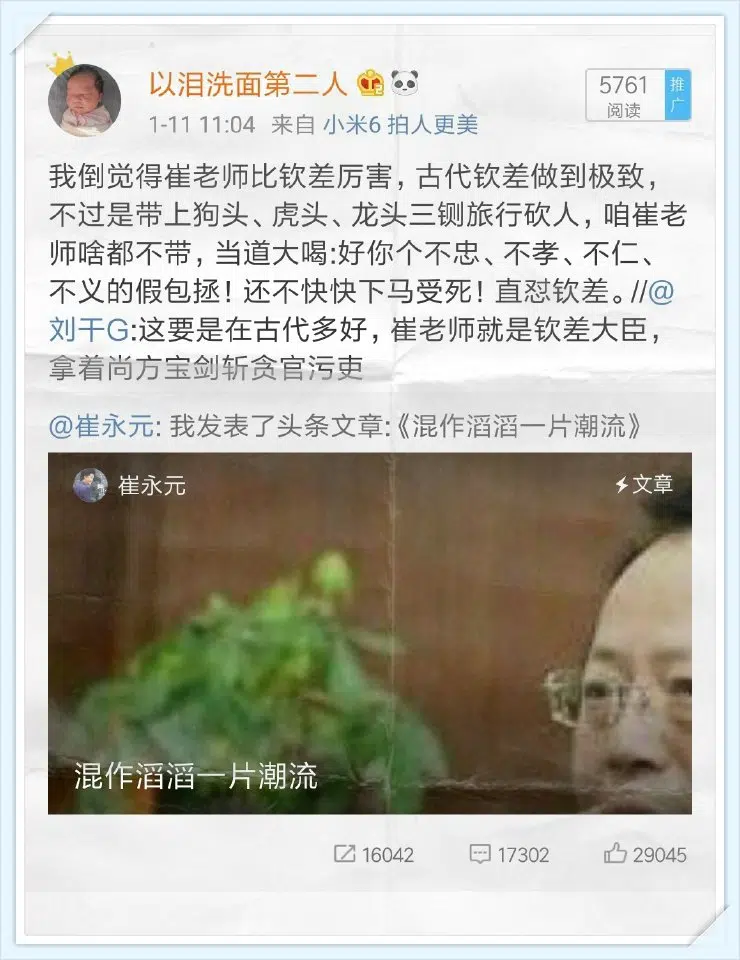 以泪洗面第二人
5761
阅读
推广
1-11 11:04 来自 小米6 拍人更美
我倒觉得崔老师比钦差厉害，古代钦差做到极致，
不过是带上狗头、虎头、龙头三铡旅行砍人，咱崔老
师啥都不带，当道大喝:好你个不忠、不孝、不仁、
不义的假包拯！还不快快下马受死！直怼钦差。//@
刘干G:这要是在古代多好，崔老师就是钦差大臣，
拿着尚方宝剑斩贪官污吏
@崔永元: 我发表了头条文章:《混作滔滔一片潮流》
崔永元
文章
混作滔滔一片潮流
16042
17302
29045